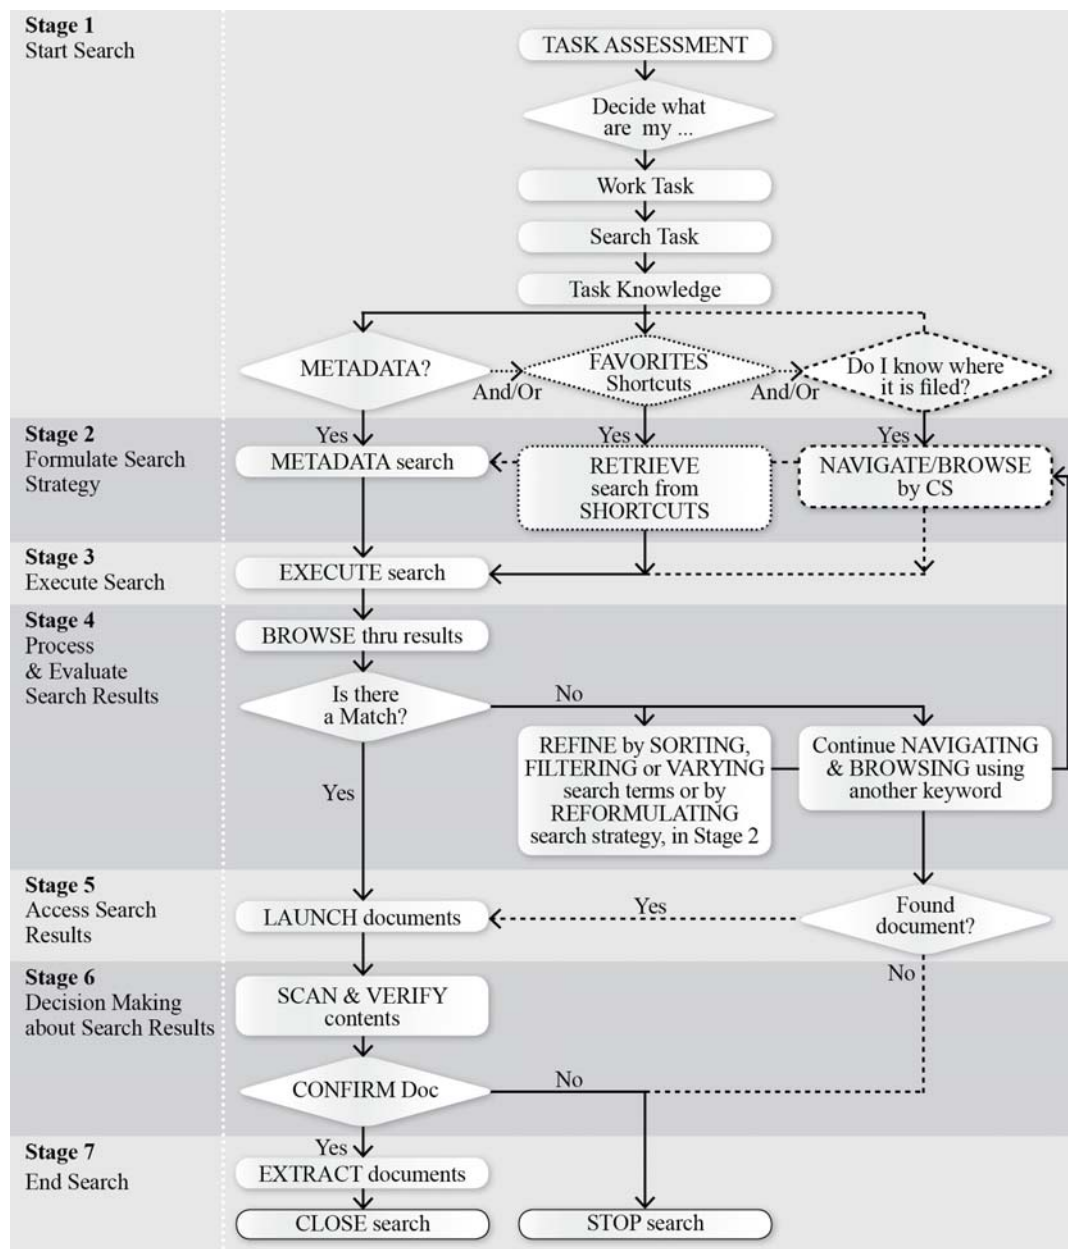 Stage 1
Start Search
TASK ASSESSMENT
Decide what
are my ...
Work Task
Search Task
Task Knowledge
METADATA?
And/Or
FAVORITES
Shortcuts
And/Or
Do I know where
it is filed?
Stage 2
Formulate Search
Strategy
Yes
METADATA search
Yes
RETRIEVE
search from
SHORTCUTS
Yes
NAVIGATE/BROWSE
by CS
Stage 3
Execute Search
EXECUTE search
Stage 4
Process
& Evaluate
Search Results
BROWSE thru results
Is there
a Match?
No
Yes
REFINE by SORTING,
FILTERING or VARYING
search terms or by
REFORMULATING
search strategy, in Stage 2
Continue NAVIGATING
& BROWSING using
another keyword
Stage 5
Access Search
Results
LAUNCH documents
Yes
Found
document?
Stage 6
Decision Making
about Search Results
No
SCAN & VERIFY
contents
CONFIRM Doc
No
Stage 7
End Search
Yes
EXTRACT documents
CLOSE search
STOP search